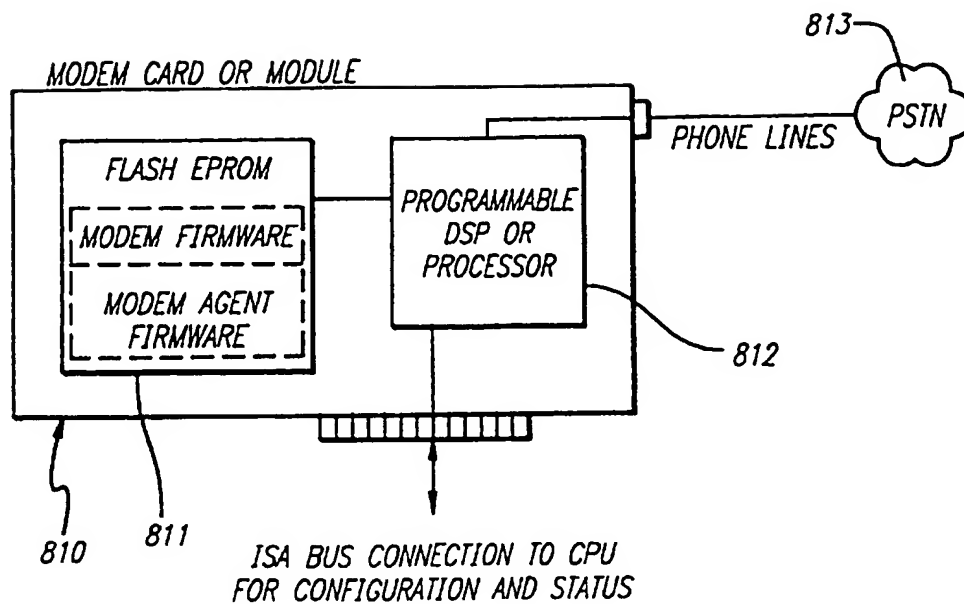 813
MODEM CARD OR MODULE
PSTN
PHONE LINES
FLASH EPROM
MODEM FIRMWARE
MODEM AGENT
FIRMWARE
PROGRAMMABLE
DSP OR
PROCESSOR
812
810
811
ISA BUS CONNECTION TO CPU
FOR CONFIGURATION AND STATUS